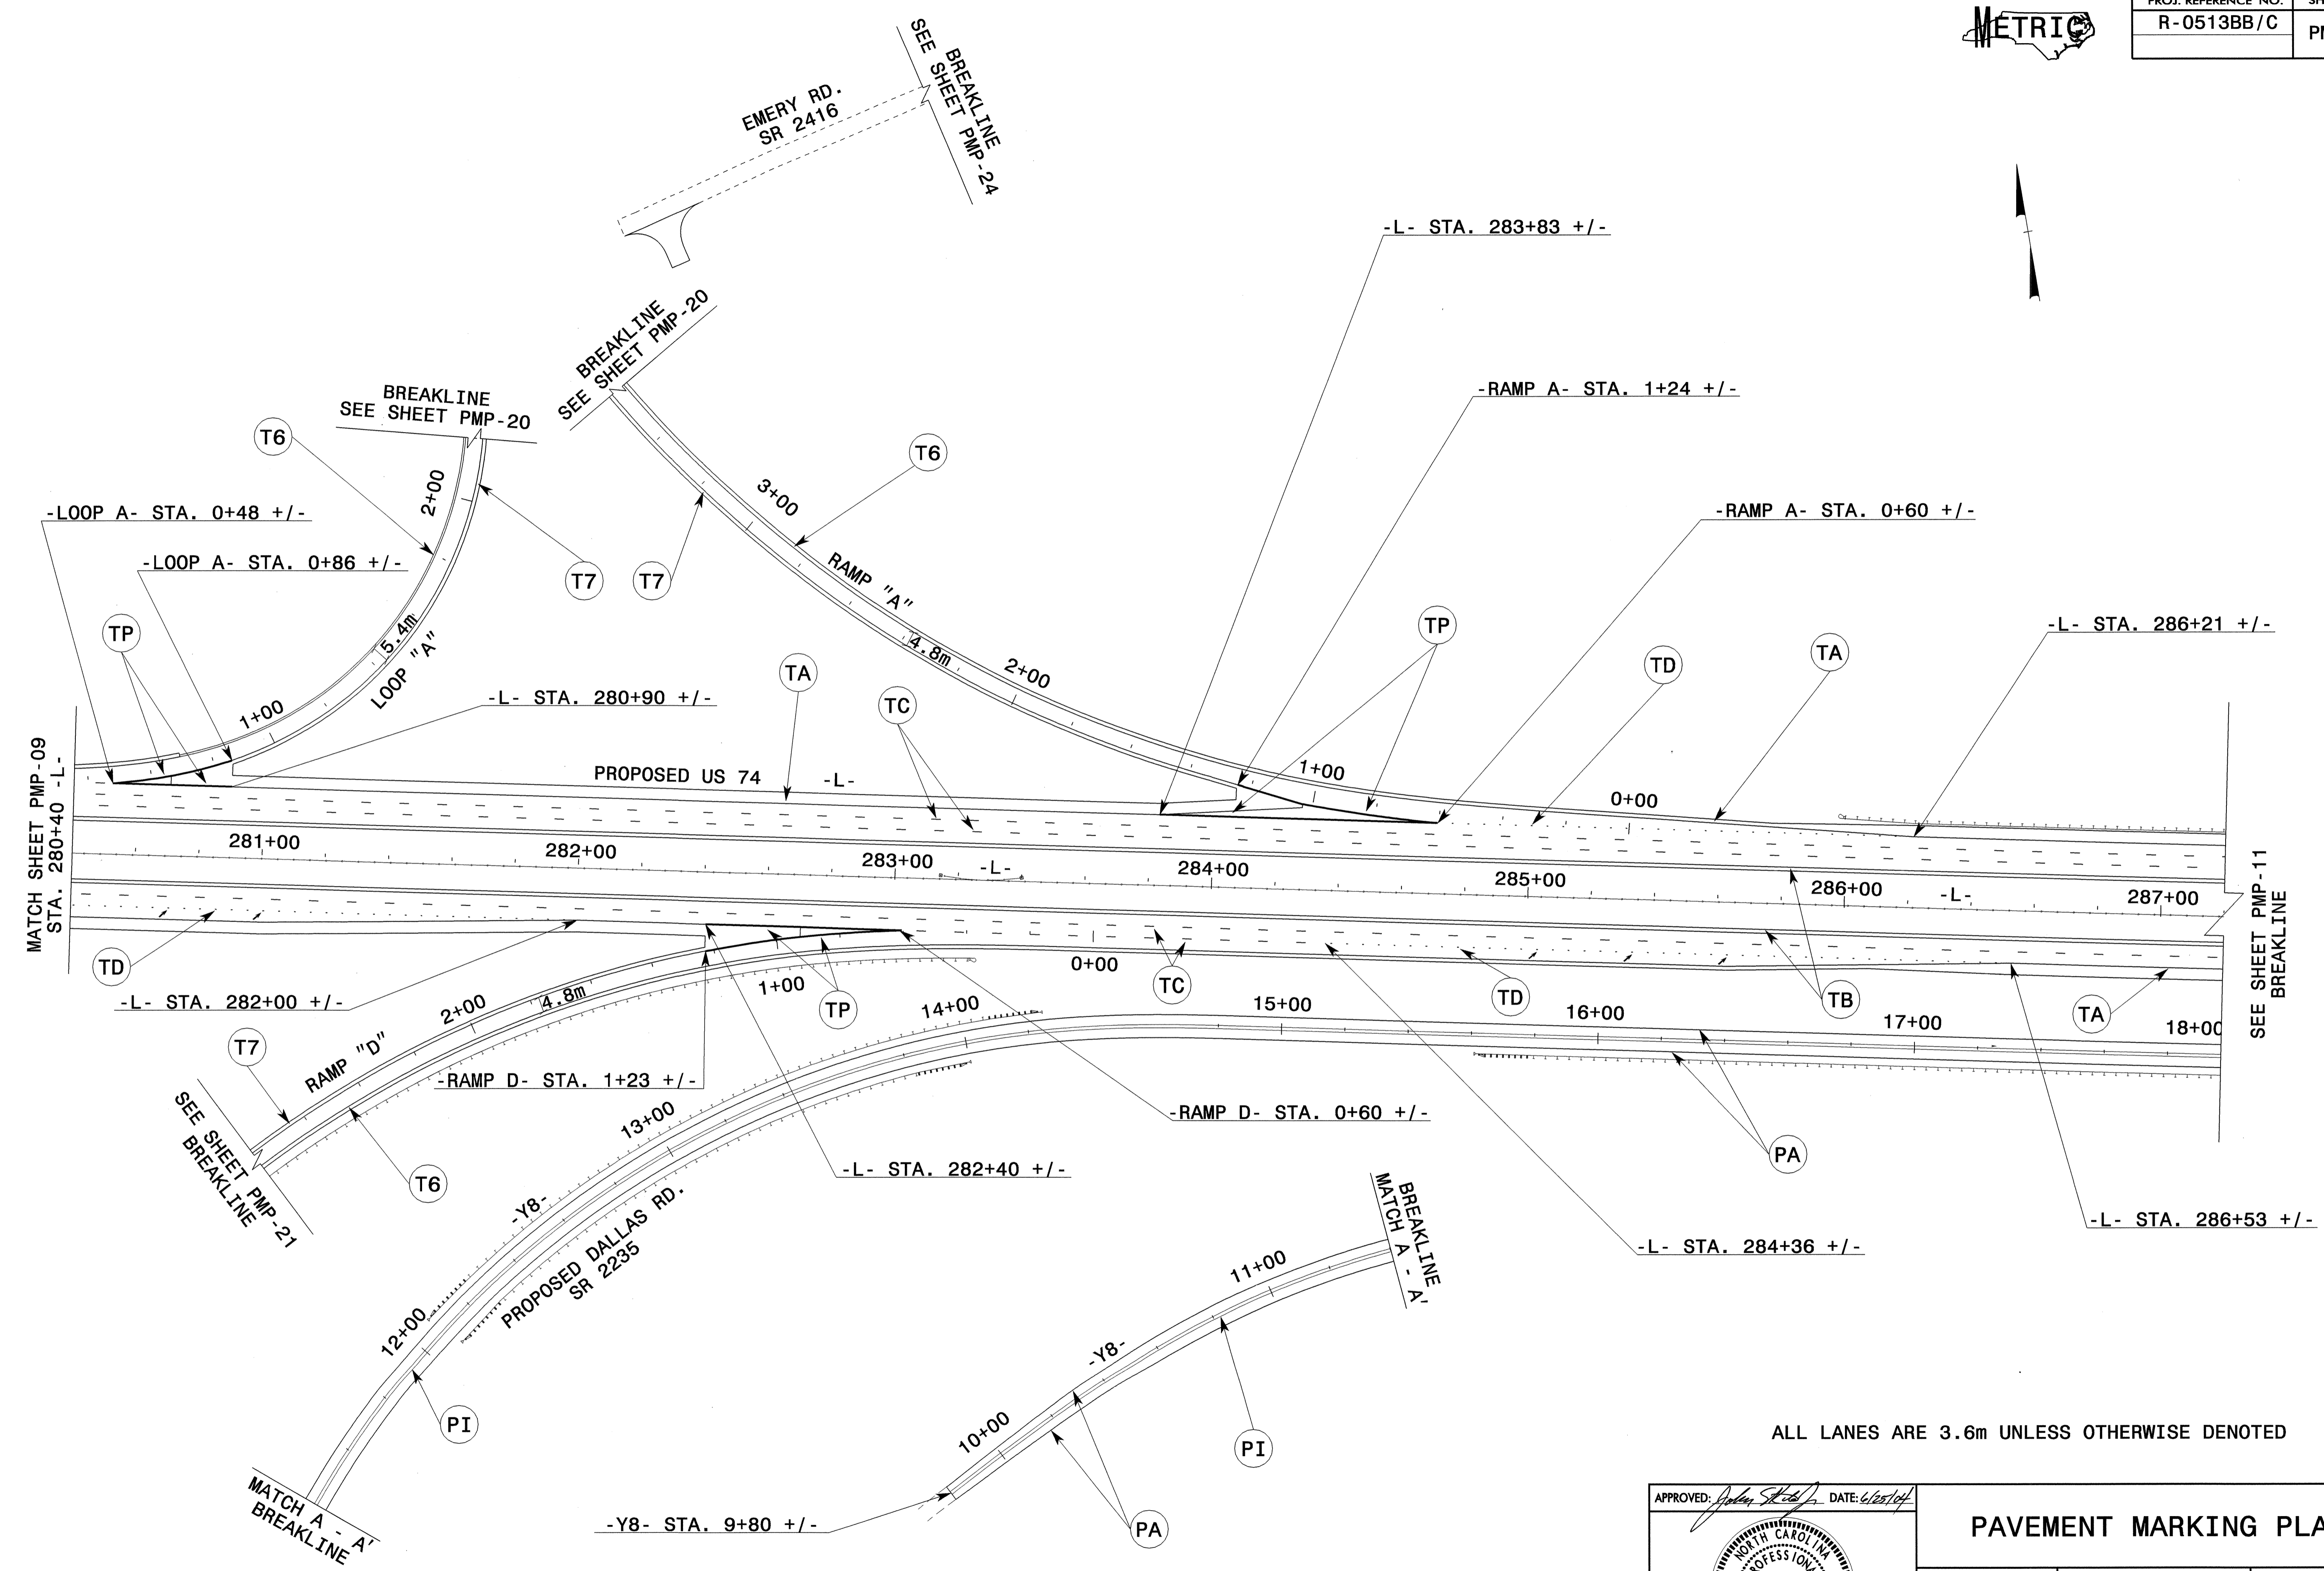 METRIC
PROJ. REFERENCE NO.
R-0513BB/C
BREAKLINE
SEE SHEET PMP-24
EMERY RD.
SR 2416
-L- STA. 283+83 +/-
BREAKLINE
SEE SHEET PMP-20
BREAKLINE
SEE SHEET PMP-20
-RAMP A- STA. 1+24 +/-
T6
T6
2+00
3+00
-LOOP A- STA. 0+48 +/-
-RAMP A- STA. 0+60 +/-
-LOOP A- STA. 0+86 +/-
T7
T7
RAMP "A"
TP
5.4m
LOOP "A"
4.8m
TP
-L- STA. 286+21 +/-
TA
TD
TA
2+00
1+00
-L- STA. 280+90 +/-
TC
MATCH SHEET PMP-09
STA. 280+40 -L-
PROPOSED US 74
-L-
1+00
0+00
281+00
282+00
283+00
-L-
284+00
285+00
286+00
-L-
287+00
SEE SHEET PMP-11
BREAKLINE
TD
-L- STA. 282+00 +/-
2+00
4.8m
1+00
TP
0+00
TC
TD
TB
TA
14+00
15+00
16+00
17+00
18+00
T7
RAMP "D"
-RAMP D- STA. 1+23 +/-
-RAMP D- STA. 0+60 +/-
13+00
SEE SHEET PMP-21
BREAKLINE
T6
-L- STA. 282+40 +/-
PA
-Y8-
PROPOSED DALLAS RD.
SR 2235
BREAKLINE
MATCH A - A'
-L- STA. 286+53 +/-
-L- STA. 284+36 +/-
11+00
12+00
-Y8-
PI
10+00
PI
ALL LANES ARE 3.6m UNLESS OTHERWISE DENOTED
MATCH A - A'
BREAKLINE
-Y8- STA. 9+80 +/-
PA
APPROVED:
DATE: 6/25/04
PAVEMENT MARKING
NORTH CAROLINA